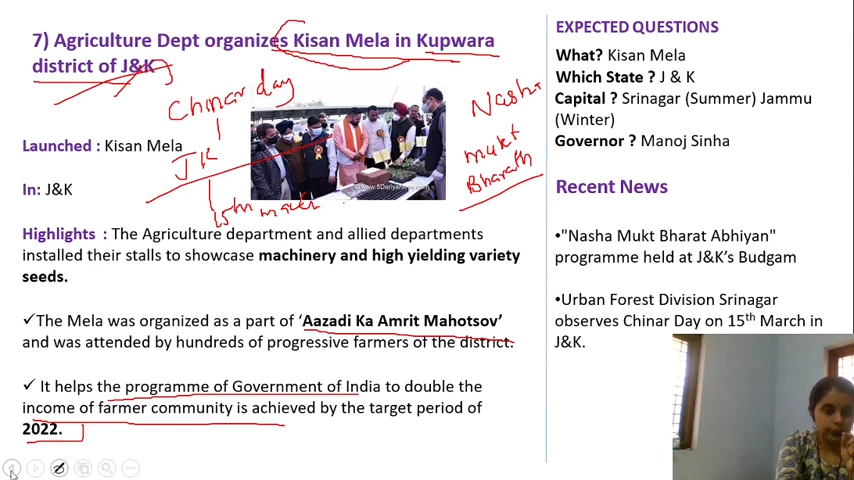 7) Agriculture Dept organizes Kisan Mela in Kupwara
district of J&K
Chinar day
JK
15th march
Nasha
mukt
Bharath
www.5Dariya
Launched : Kisan Mela
In: J&K
Highlights : The Agriculture department and allied departments
installed their stalls to showcase machinery and high yielding variety
seeds.
✓The Mela was organized as a part of ‘Aazadi Ka Amrit Mahotsov’
and was attended by hundreds of progressive farmers of the district.
✓ It helps the programme of Government of India to double the
income of farmer community is achieved by the target period of
2022.
EXPECTED QUESTIONS
What? Kisan Mela
Which State ? J & K
Capital ? Srinagar (Summer) Jammu
(Winter)
Governor ? Manoj Sinha
Recent News
•"Nasha Mukt Bharat Abhiyan"
programme held at J&K’s Budgam
•Urban Forest Division Srinagar
observes Chinar Day on 15th March in
J&K.